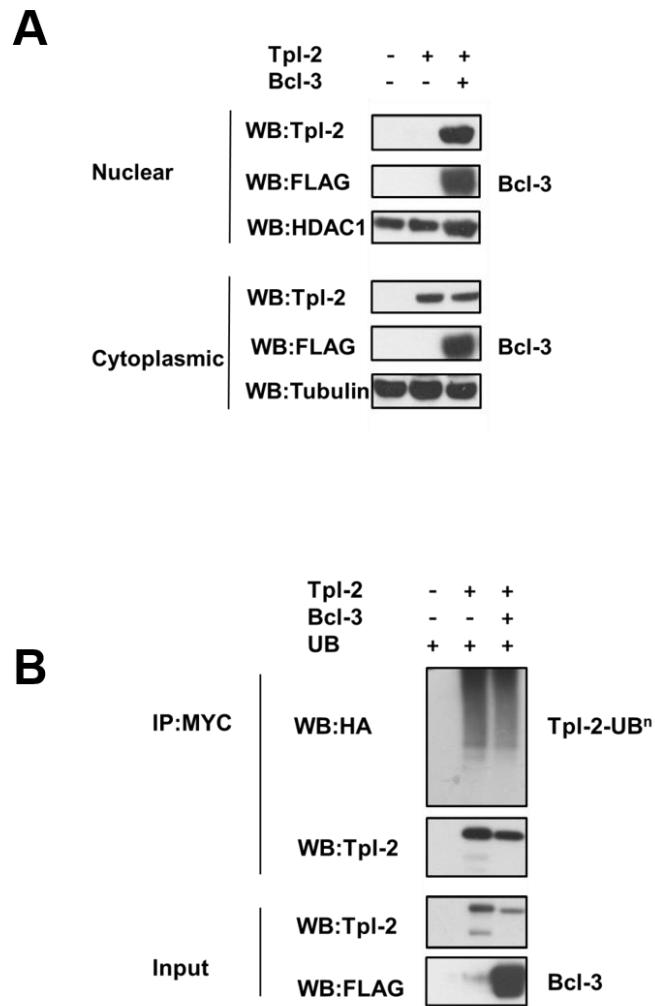 A
Tpl-2 - + +
Bcl-3 - - +
Nuclear
WB:Tpl-2
WB:FLAG Bcl-3
WB:HDAC1
Cytoplasmic
WB:Tpl-2
WB:FLAG Bcl-3
WB:Tubulin
B
Tpl-2 - + +
Bcl-3 - - +
UB + + +
IP:MYC
WB:HA Tpl-2-UBⁿ
WB:Tpl-2
Input
WB:Tpl-2
WB:FLAG Bcl-3